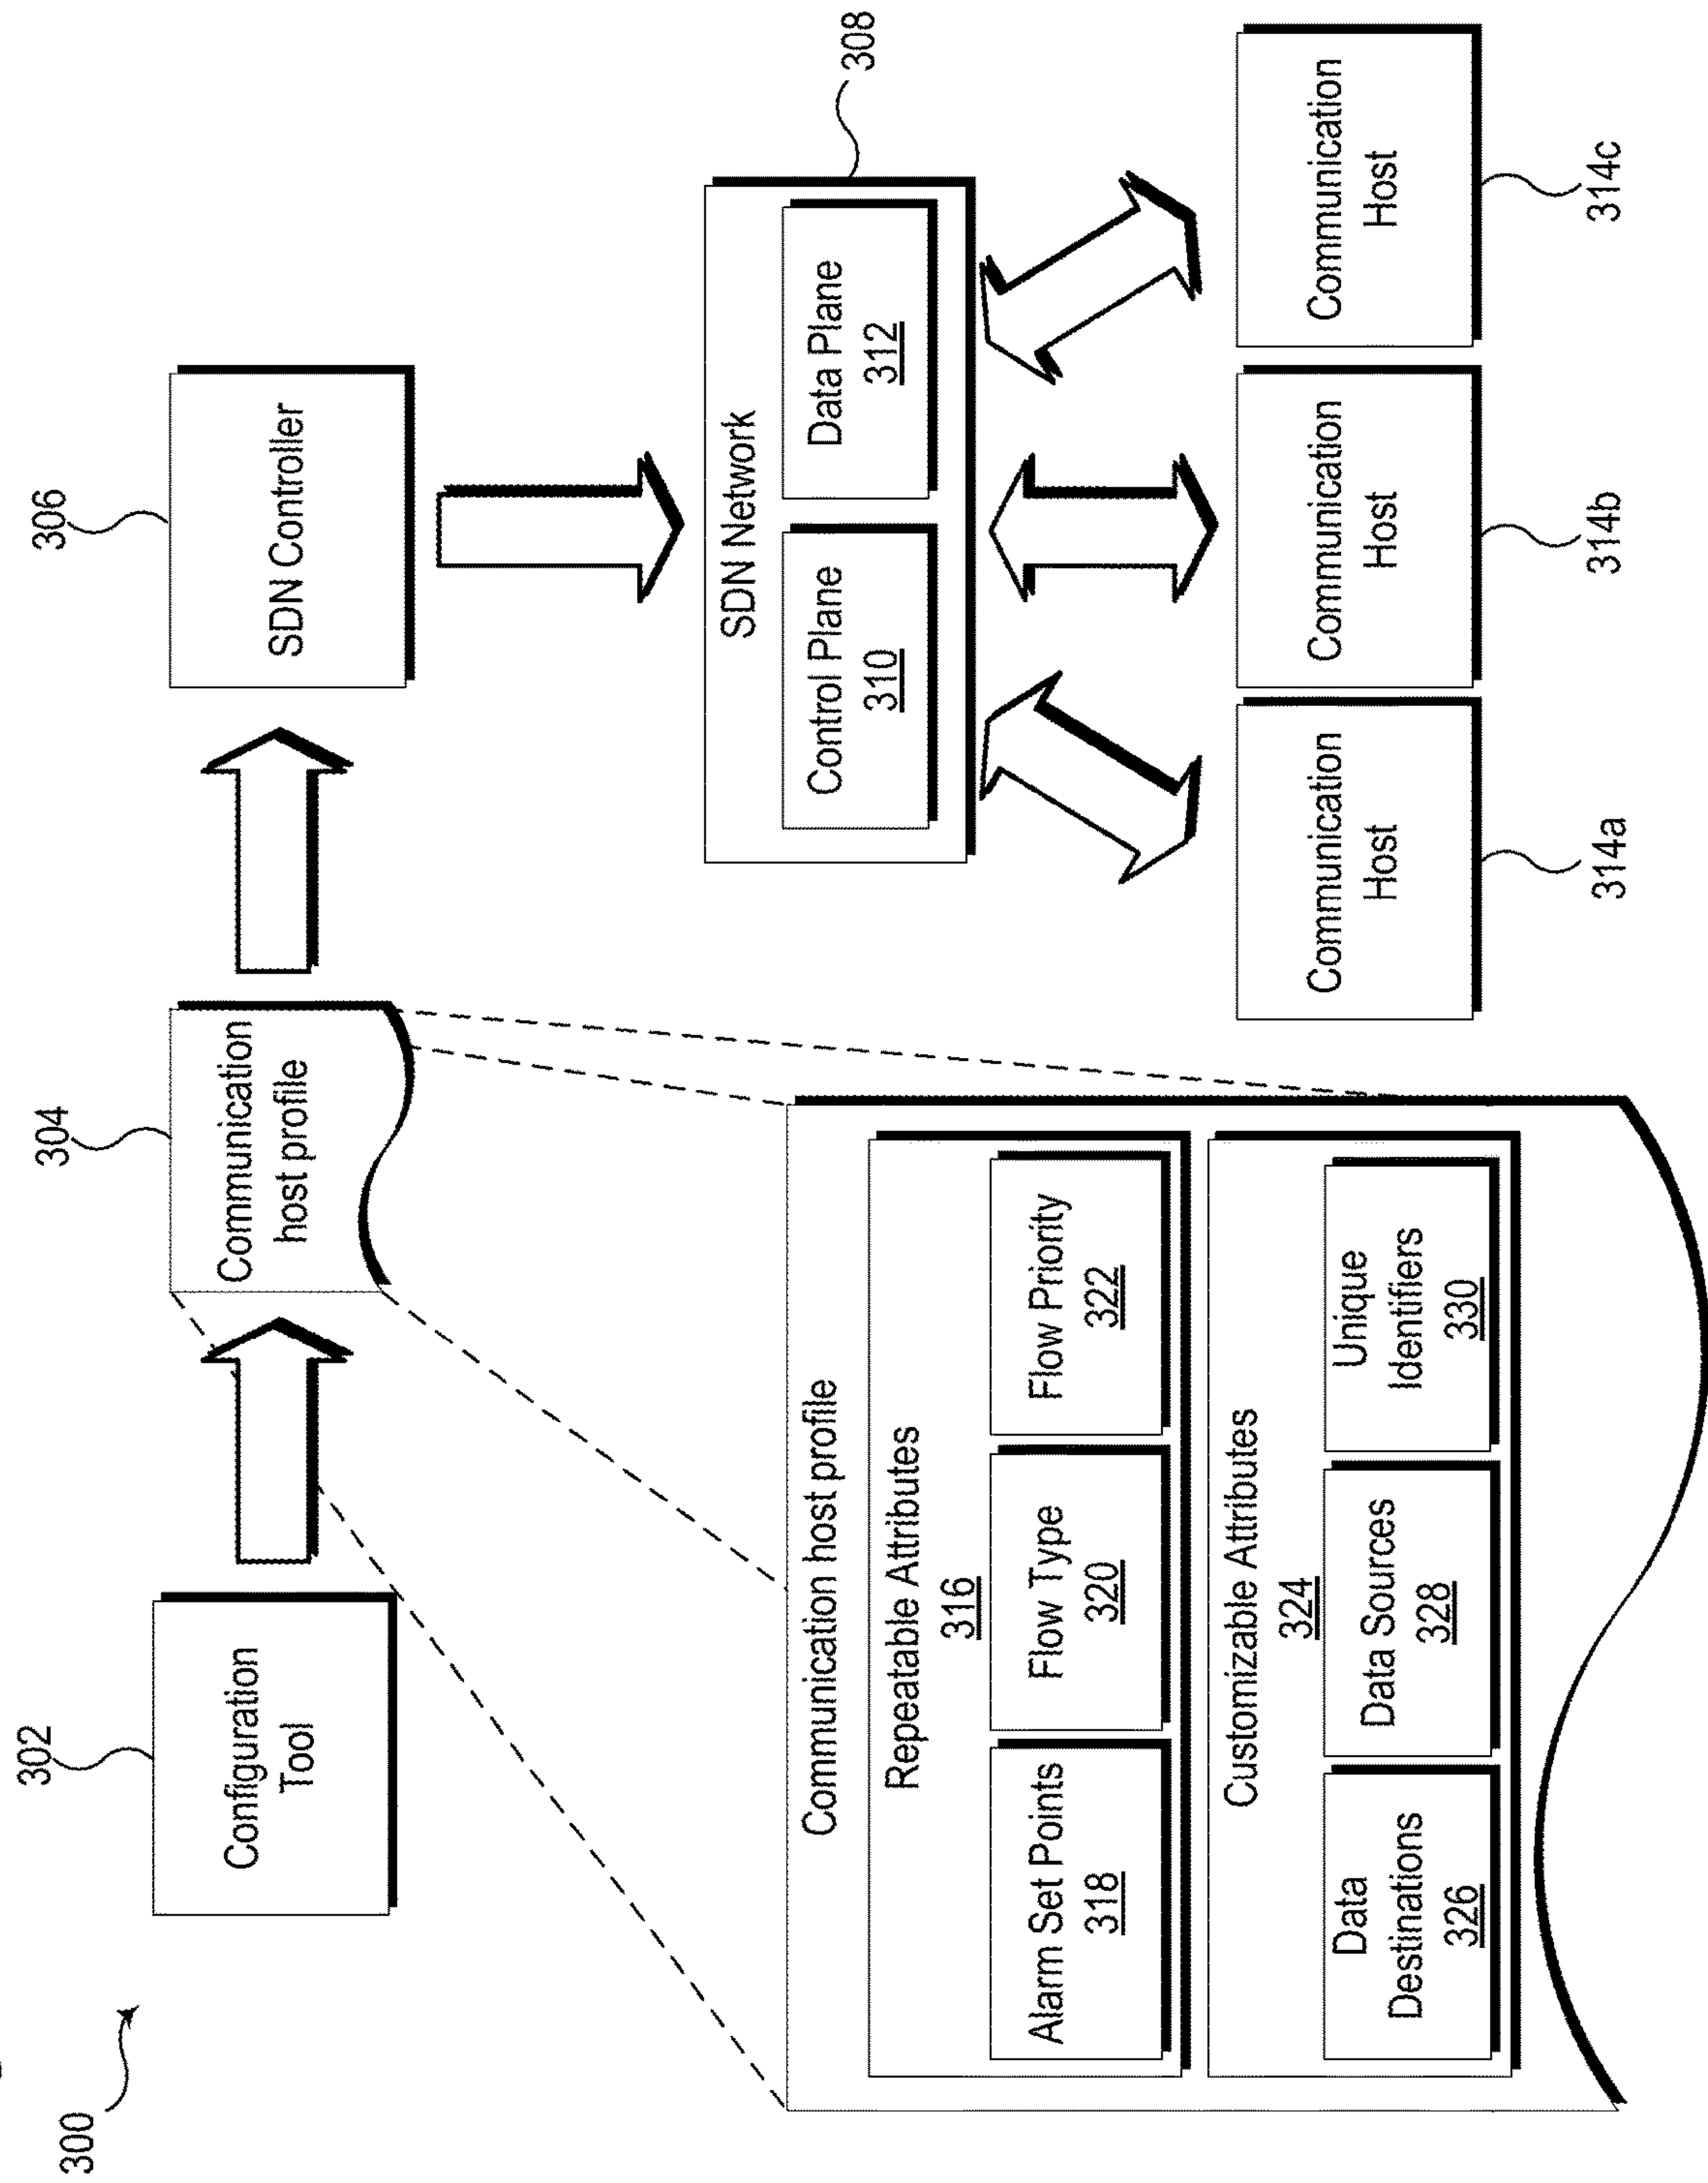 300
302
Configuration
Tool
304
Communication
host profile
306
SDN Controller
308
SDN Network
Control Plane
310
Data Plane
312
Communication
Host
314a
Communication
Host
314b
Communication
Host
314c
Communication host profile
Repeatable Attributes
316
Alarm Set Points
318
Flow Type
320
Flow Priority
322
Customizable Attributes
324
Data
Destinations
326
Data Sources
328
Unique
Identifiers
330